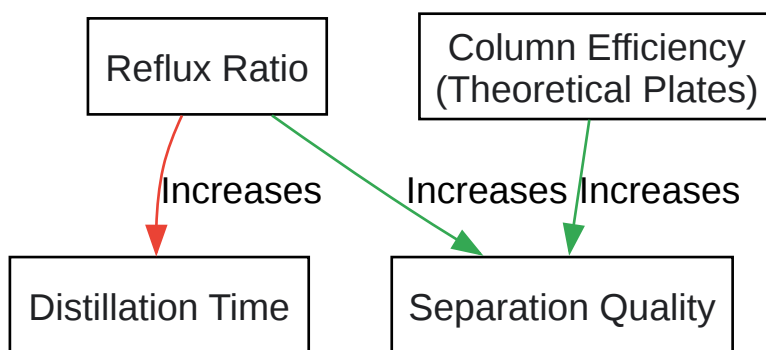 Reflux Ratio
Column Efficiency
(Theoretical Plates)
Increases
Increases
Increases
Distillation Time
Separation Quality